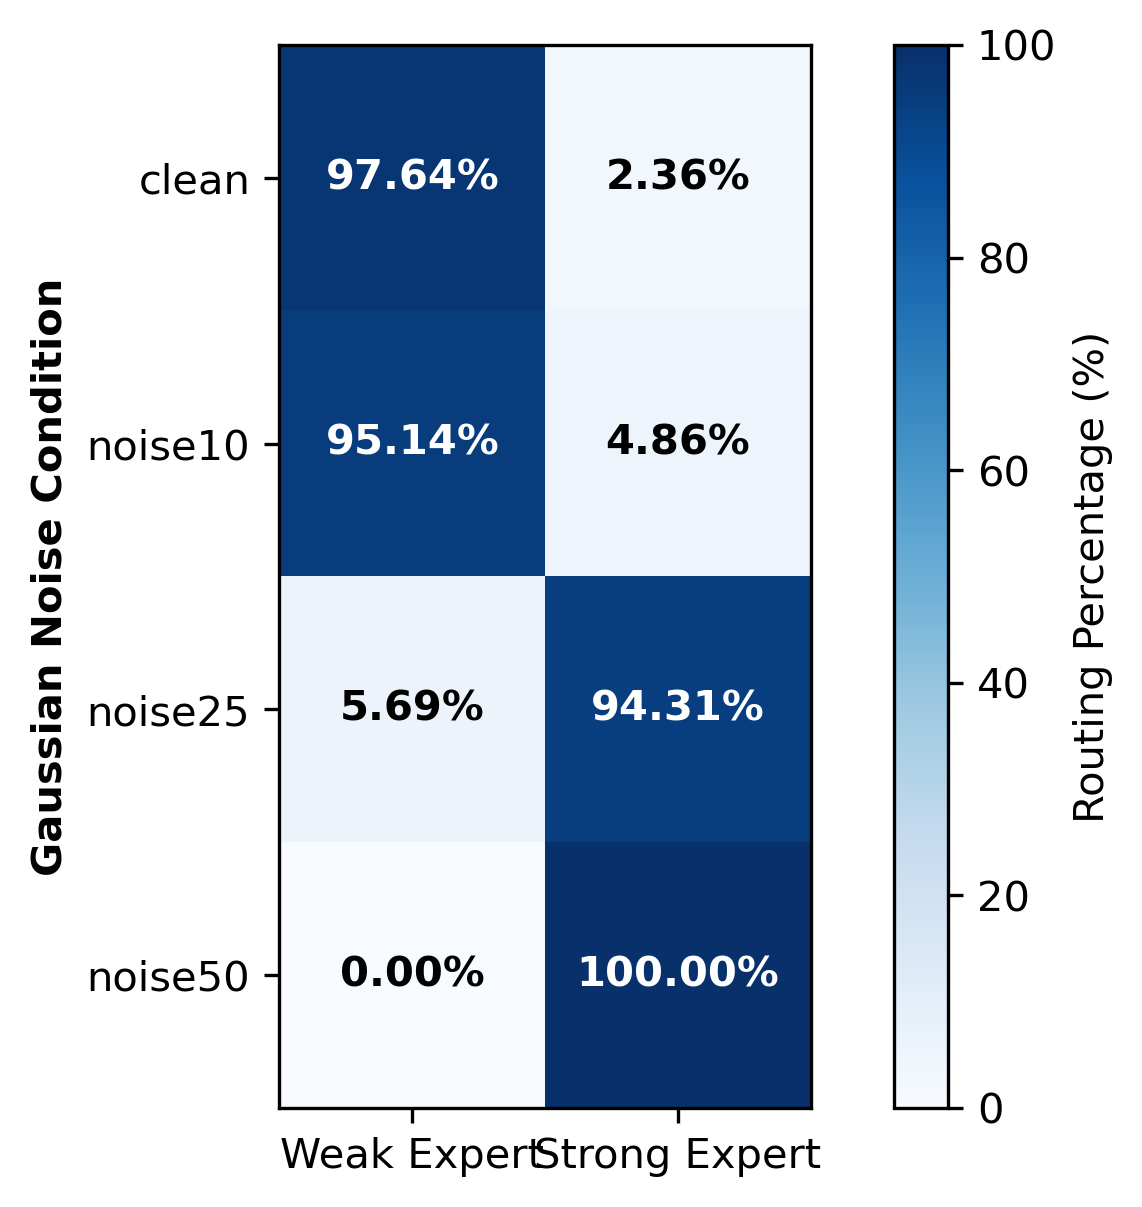 Gaussian Noise Condition
clean
97.64%
2.36%
noise10
95.14%
4.86%
noise25
5.69%
94.31%
noise50
0.00%
100.00%
Weak Expert
Strong Expert
100
80
60
40
20
0
Routing Percentage (%)